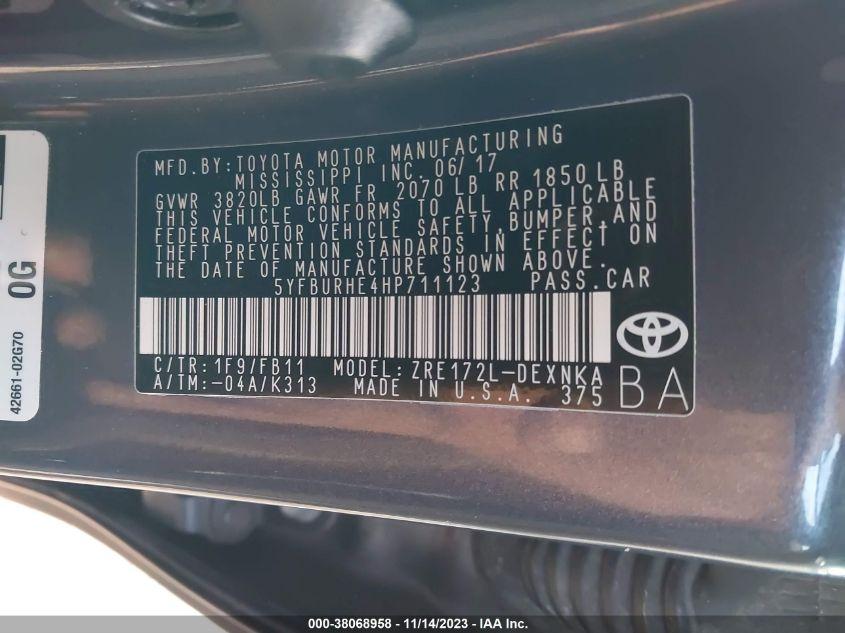 MFD.BY:TOYOTA MOTOR MANUFACTURING
MISSISSIPPI INC. 06/17
GVWR 3820LB GAWR FR 2070 LB RR 1850 LB
THIS VEHICLE CONFORMS TO ALL APPLICABLE
FEDERAL MOTOR VEHICLE SAFETY,BUMPER,AND
THEFT PREVENTION STANDARDS IN EFFECT ON
THE DATE OF MANUFACTURE SHOWN ABOVE.
5YFBURHE4HP711123 PASS.CAR
C/TR: 1F9/FB11 MODEL: ZRE172L-DEXNKA
A/TM: -04A/K313 MADE IN U.S.A. 375
BA
0G
42661-02G70
000-38068958 - 11/14/2023 - IAA Inc.